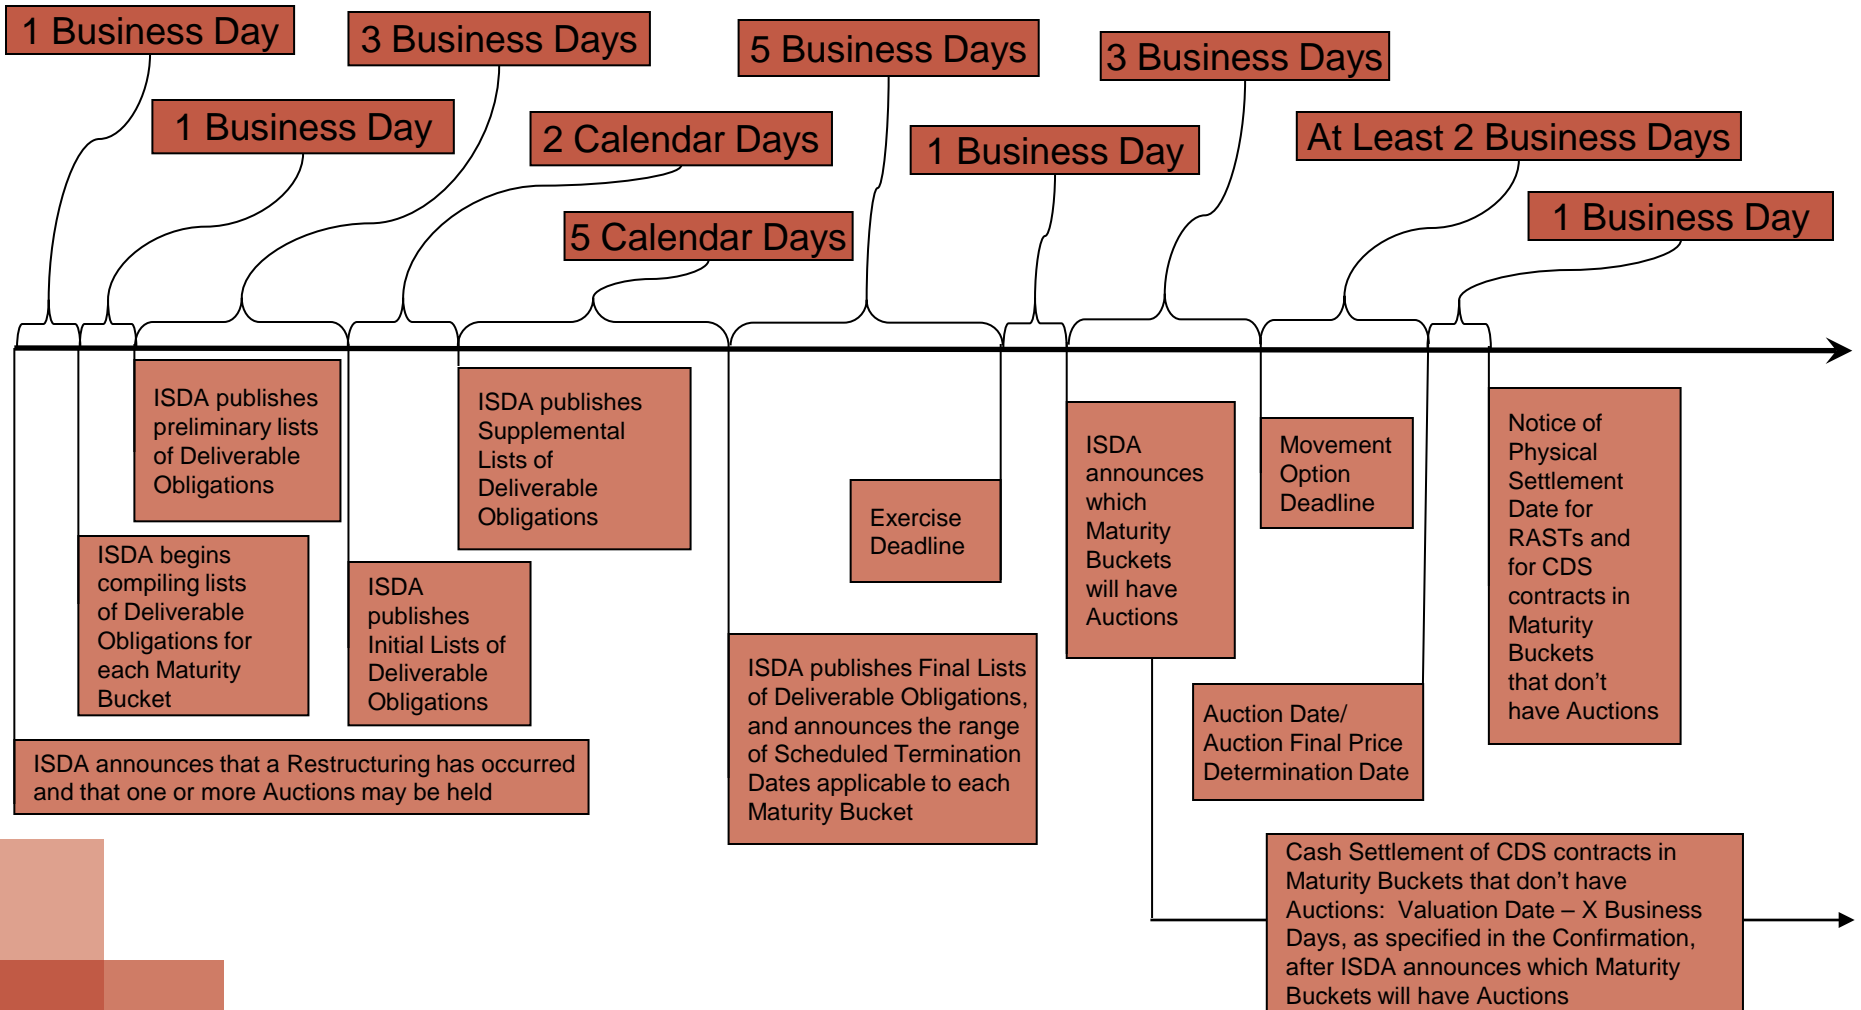 1 Business Day
3 Business Days
5 Business Days
3 Business Days
1 Business Day
2 Calendar Days
1 Business Day
At Least 2 Business Days
5 Calendar Days
1 Business Day
ISDA publishes
preliminary lists
of Deliverable
Obligations
ISDA publishes
Supplemental
Lists of
Deliverable
Obligations
ISDA begins
compiling lists
of Deliverable
Obligations for
each Maturity
Bucket
ISDA
publishes
Initial Lists of
Deliverable
Obligations
ISDA announces that a Restructuring has occurred
and that one or more Auctions may be held
ISDA publishes Final Lists
of Deliverable Obligations,
and announces the range
of Scheduled Termination
Dates applicable to each
Maturity Bucket
Exercise
Deadline
ISDA
announces
which
Maturity
Buckets
will have
Auctions
Movement
Option
Deadline
Auction Date/
Auction Final Price
Determination Date
Notice of
Physical
Settlement
Date for
RASTs and
for CDS
contracts in
Maturity
Buckets
that don’t
have Auctions
Cash Settlement of CDS contracts in
Maturity Buckets that don’t have
Auctions:  Valuation Date – X Business
Days, as specified in the Confirmation,
after ISDA announces which Maturity
Buckets will have Auctions